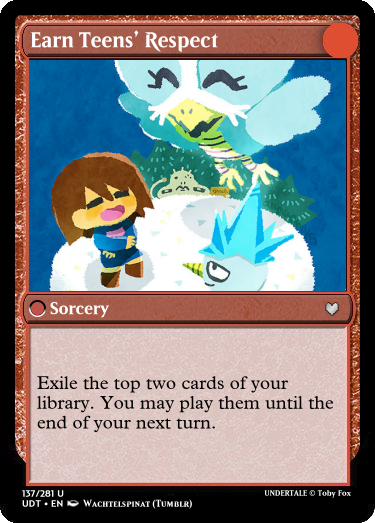 Earn Teens' Respect
Sorcery
Exile the top two cards of your
library. You may play them until the
end of your next turn.
137/281 U
UNDERTALE © Toby Fox
UDT • EN Wachtelspinat (Tumblr)